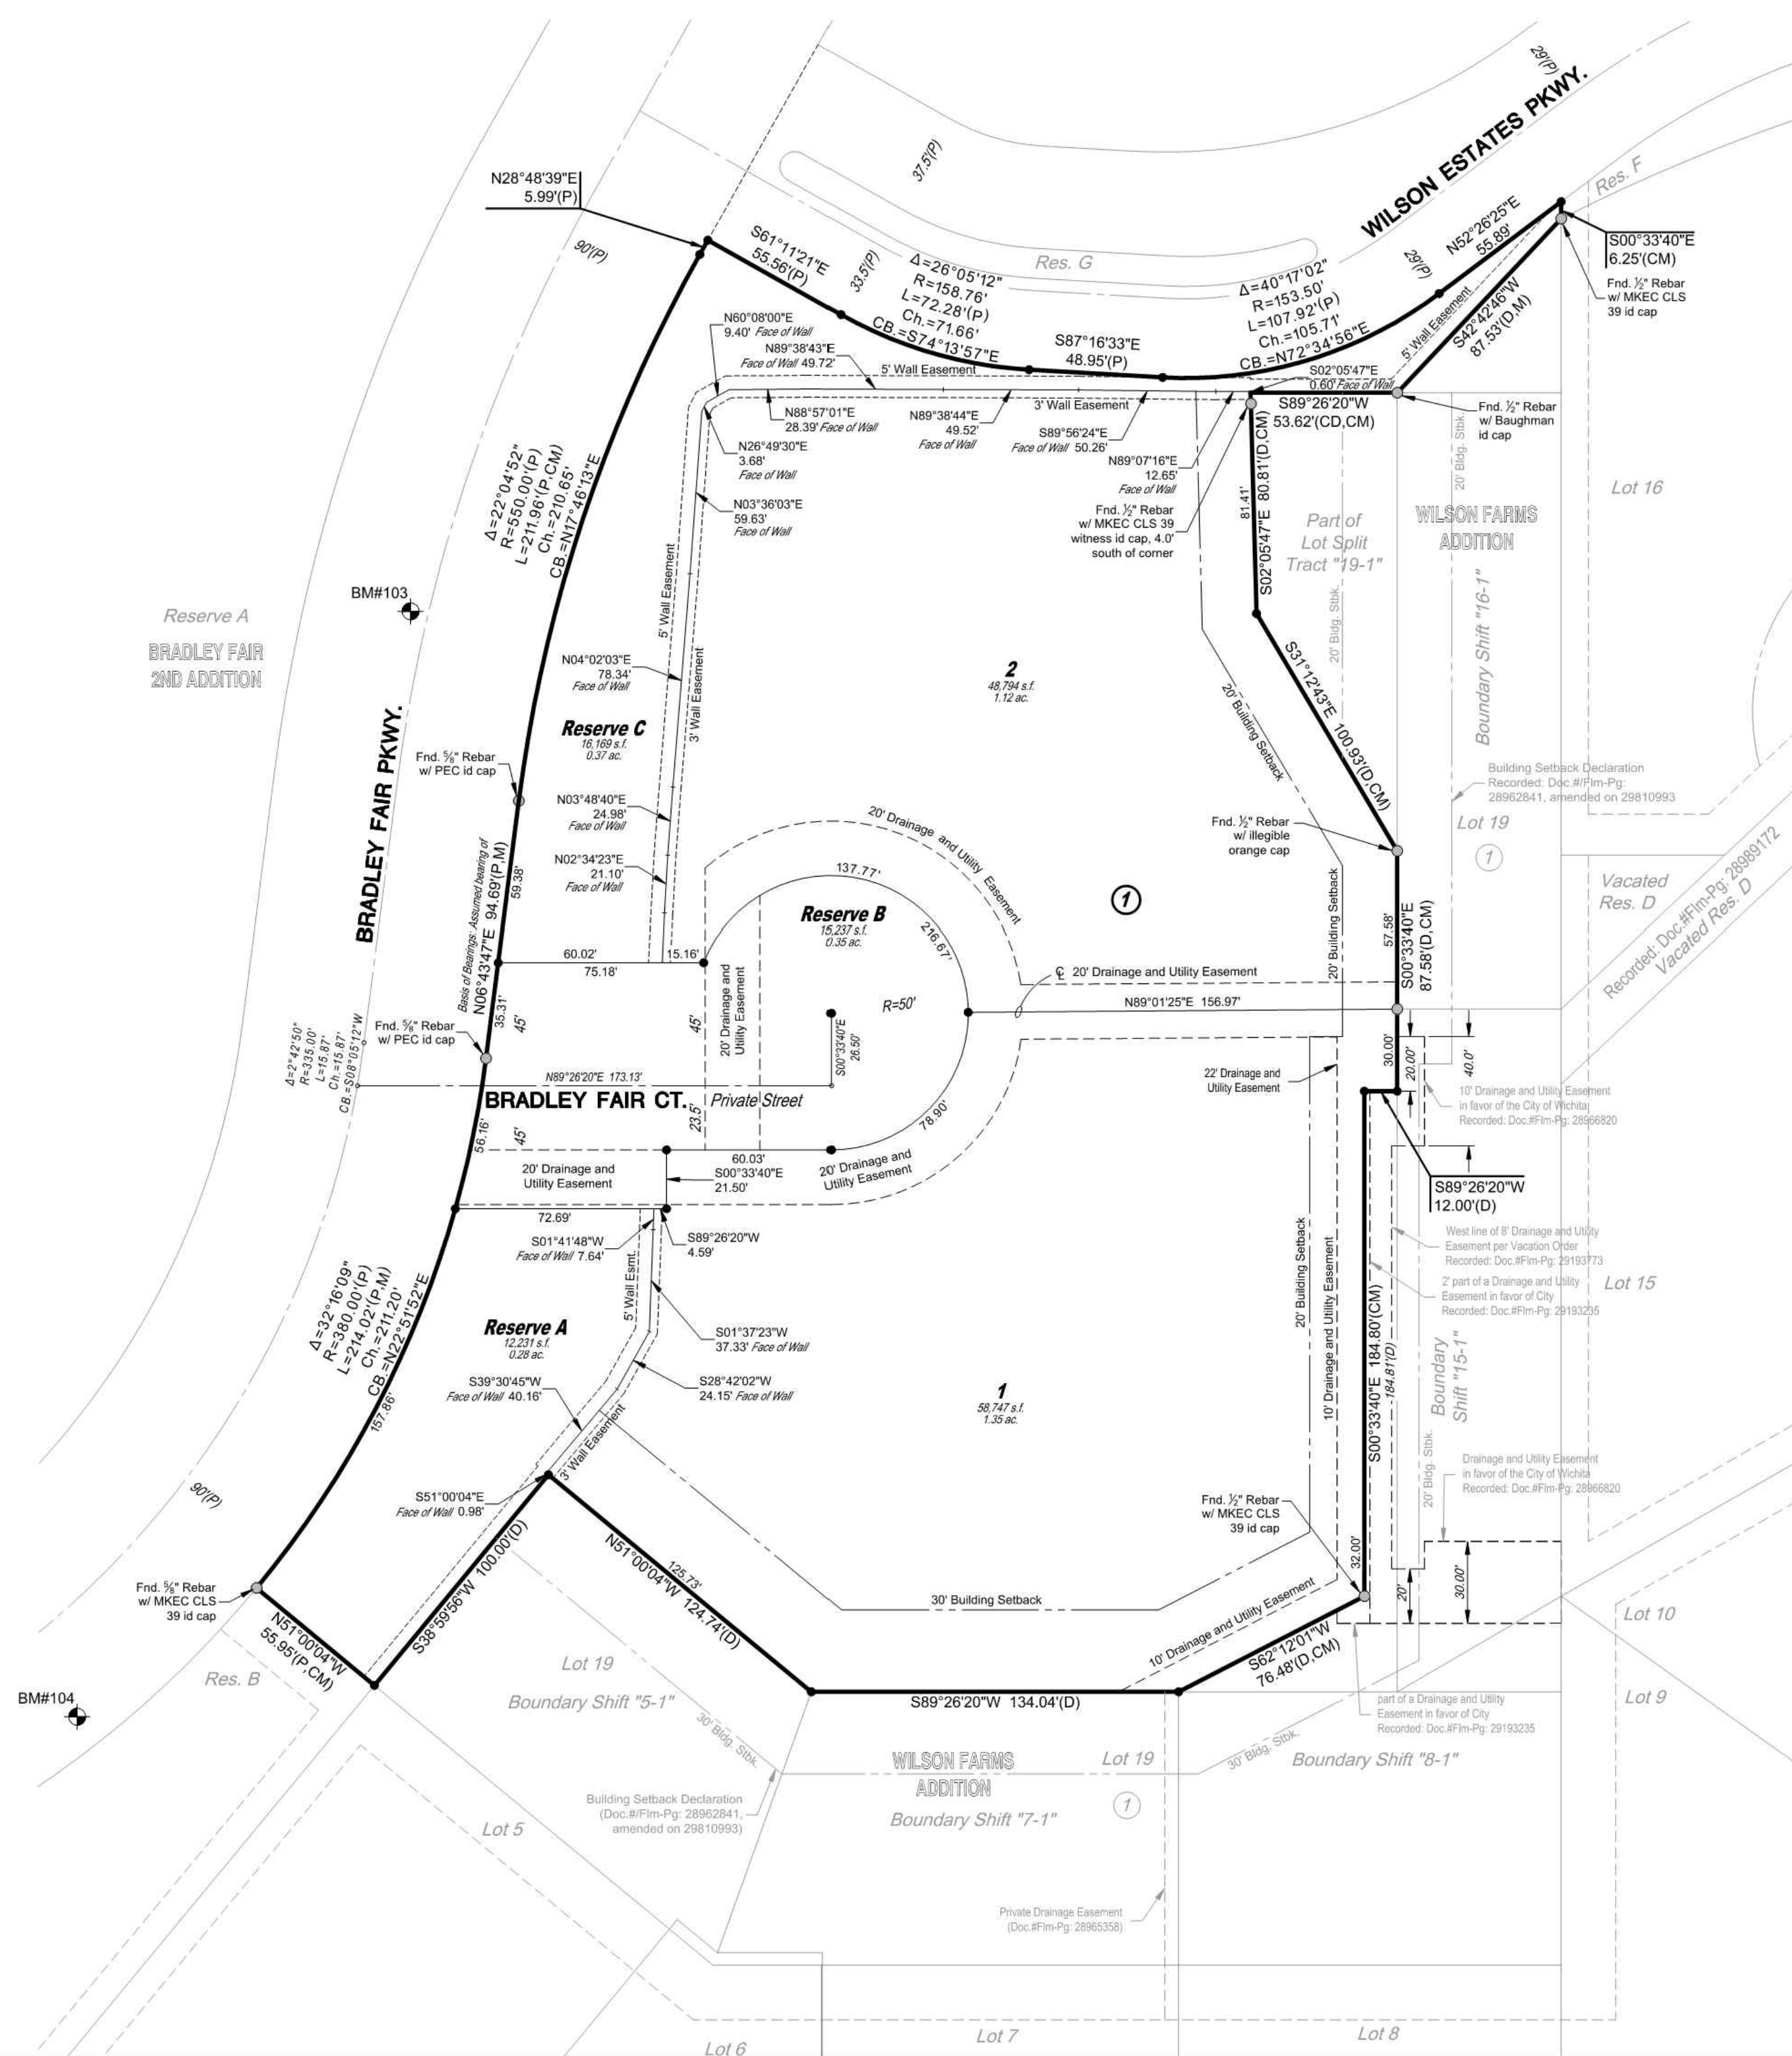 WILSON ESTATES PKWY.
29'(P)
37.5'(P)
Res. F
N28°48'39"E
5.99'(P)
90'(P)
S61°11'21"E
55.56'(P)
33.5'(P)
Res. G
Δ=26°05'12"
R=158.76'
L=72.28'(P)
Ch.=71.66'
CB.=S74°13'57"E
Δ=40°17'02"
R=153.50'
L=107.92'(P)
Ch.=105.71'
CB.=N72°34'56"E
29'(P)
N52°26'25"E
55.89'
S00°33'40"E
6.25'(CM)
Fnd. ½" Rebar
w/ MKEC CLS
39 id cap
5' Wall Easement
S42°42'46"W
87.53'(D,M)
S87°16'33"E
48.95'(P)
N60°08'00"E
9.40' Face of Wall
N89°38'43"E
Face of Wall 49.72'
5' Wall Easement
S02°05'47"E
0.60' Face of Wall
S89°26'20"W
53.62'(CD,CM)
Fnd. ½" Rebar
w/ Baughman
id cap
N88°57'01"E
28.39' Face of Wall
N89°38'44"E
49.52'
Face of Wall
3' Wall Easement
S89°56'24"E
Face of Wall 50.26'
N26°49'30"E
3.68'
Face of Wall
N89°07'16"E
12.65'
Face of Wall
Δ=22°04'52"
R=550.00'(P)
L=211.96'(P,CM)
Ch.=210.65'
CB.=N17°46'13"E
N03°36'03"E
59.63'
Face of Wall
Fnd. ½" Rebar
w/ MKEC CLS 39
witness id cap, 4.0'
south of corner
81.41'
S02°05'47"E 80.81'(D,CM)
Part of
Lot Split
Tract "19-1"
20' Bldg. Stbk.
20' Bldg. Stbk.
WILSON FARMS
ADDITION
Lot 16
Boundary Shift "16-1"
BM#103
Reserve A
BRADLEY FAIR
2ND ADDITION
5' Wall Easement
3' Wall Easement
N04°02'03"E
78.34'
Face of Wall
2
48,794 s.f.
1.12 ac.
S31°12'43"E 100.93'(D,CM)
20' Building Setback
Reserve C
16,169 s.f.
0.37 ac.
BRADLEY FAIR PKWY.
Fnd. ⅝" Rebar
w/ PEC id cap
N03°48'40"E
24.98'
Face of Wall
20' Drainage and Utility Easement
Building Setback Declaration
Recorded: Doc.#/Flm-Pg:
28962841, amended on 29810993
Lot 19
1
Fnd. ½" Rebar
w/ illegible
orange cap
N02°34'23"E
21.10'
Face of Wall
137.77'
1
Reserve B
15,237 s.f.
0.35 ac.
216.67'
Vacated
Res. D
Recorded: Doc.#Flm-Pg: 28989172
Vacated Res. D
Basis of Bearings: Assumed bearing of
N06°43'47"E 94.69'(P,M)
59.38'
60.02'
15.16'
75.18'
20' Drainage and
Utility Easement
20' Building Setback
57.58'
S00°33'40"E
87.58'(D,CM)
℄ 20' Drainage and Utility Easement
N89°01'25"E 156.97'
R=50'
35.31'
45'
45'
S00°33'40"E
26.50'
Fnd. ⅝" Rebar
w/ PEC id cap
Δ=2°42'50"
R=335.00'
L=15.87'
Ch.=15.87'
CB.=S08°05'12"W
N89°26'20"E 173.13'
BRADLEY FAIR CT.
Private Street
23.5'
78.90'
22' Drainage and
Utility Easement
30.00'
20.00'
40.0'
10' Drainage and Utility Easement
in favor of the City of Wichita
Recorded: Doc.#Flm-Pg: 28966820
56.16'
45'
60.03'
20' Drainage and
Utility Easement
S00°33'40"E
21.50'
20' Drainage and
Utility Easement
S89°26'20"W
12.00'(D)
72.69'
S01°41'48"W
Face of Wall 7.64'
S89°26'20"W
4.59'
5' Wall Esmt.
20' Building Setback
10' Drainage and Utility Easement
S00°33'40"E 184.80'(CM)
184.81'(D)
West line of 8' Drainage and Utility
Easement per Vacation Order
Recorded: Doc.#Flm-Pg: 29193773
2' part of a Drainage and Utility
Easement in favor of City
Recorded: Doc.#Flm-Pg: 29193235
Lot 15
Δ=32°16'09"
R=380.00'(P)
L=214.02'(P,M)
Ch.=211.20'
CB.=N22°51'52"E
157.86'
Reserve A
12,231 s.f.
0.28 ac.
S01°37'23"W
37.33' Face of Wall
S39°30'45"W
Face of Wall 40.16'
S28°42'02"W
24.15' Face of Wall
1
58,747 s.f.
1.35 ac.
Boundary
Shift "15-1"
3' Wall Easement
20' Bldg. Stbk.
Drainage and Utility Easement
in favor of the City of Wichita
Recorded: Doc.#Flm-Pg: 28966820
90'(P)
S51°00'04"E
Face of Wall 0.98'
Fnd. ½" Rebar
w/ MKEC CLS
39 id cap
32.00'
20'
30.00'
Fnd. ⅝" Rebar
w/ MKEC CLS
39 id cap
S38°59'56"W 100.00'(D)
125.73'
N51°00'04"W 124.74'(D)
30' Building Setback
10' Drainage and Utility Easement
S62°12'01"W
76.48'(D,CM)
Lot 10
N51°00'04"W
55.95'(P,CM)
Res. B
Lot 19
Boundary Shift "5-1"
S89°26'20"W 134.04'(D)
BM#104
Lot 9
part of a Drainage and Utility
Easement in favor of City
Recorded: Doc.#Flm-Pg: 29193235
30' Bldg. Stbk.
WILSON FARMS
ADDITION
Lot 19
30' Bldg. Stbk.
Boundary Shift "8-1"
Building Setback Declaration
(Doc.#/Flm-Pg: 28962841,
amended on 29810993)
1
Boundary Shift "7-1"
Lot 5
Private Drainage Easement
(Doc.#Flm-Pg: 28965358)
Lot 6
Lot 7
Lot 8